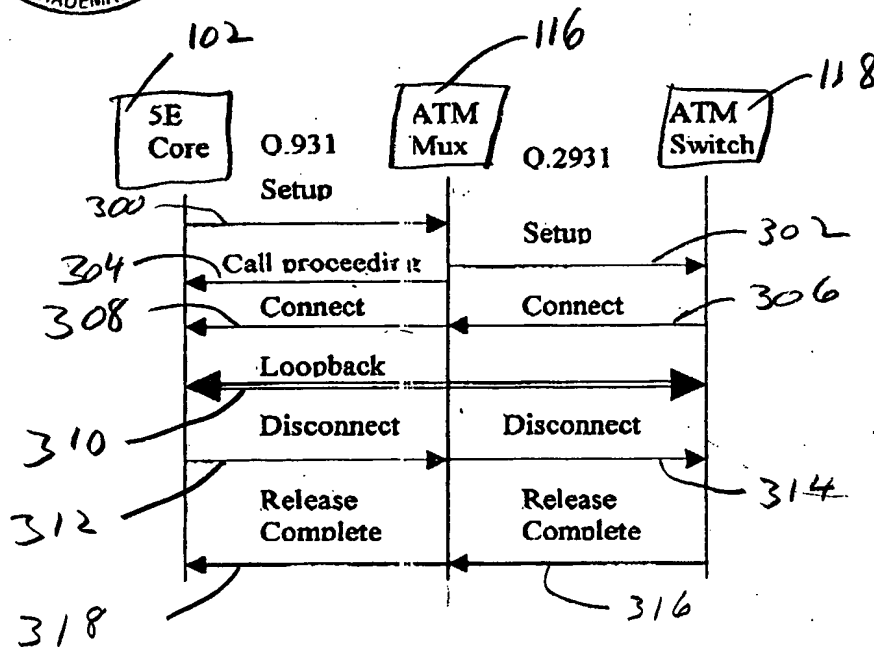 102
116
118
5E
Core
Q.931
ATM
Mux
Q.2931
ATM
Switch
Setup
300
Setup
302
304
Call proceeding
308
Connect
Connect
306
Loopback
310
Disconnect
Disconnect
312
314
Release
Complete
Release
Complete
318
316